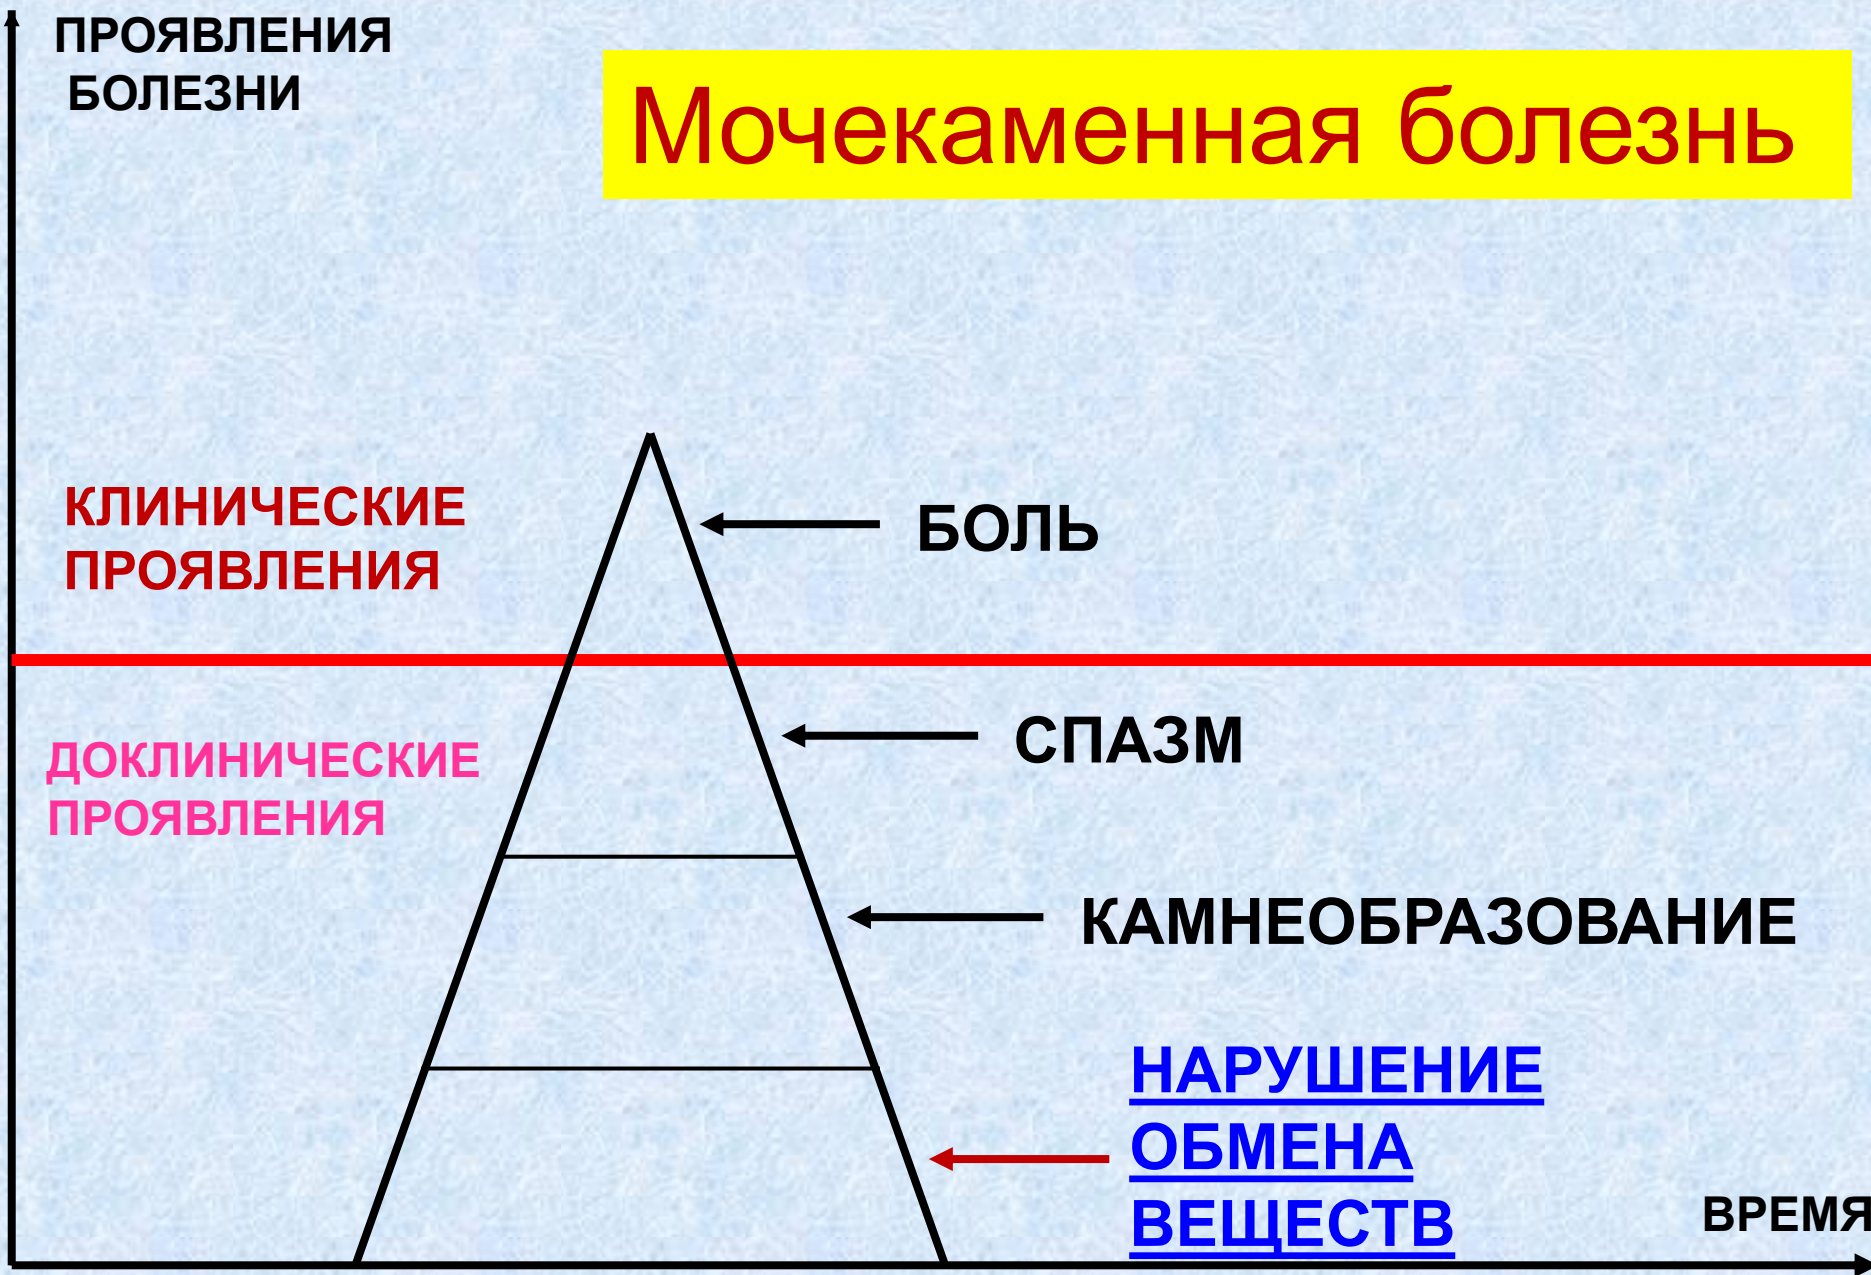 ПРОЯВЛЕНИЯ
БОЛЕЗНИ
Мочекаменная болезнь
КЛИНИЧЕСКИЕ
ПРОЯВЛЕНИЯ
БОЛЬ
ДОКЛИНИЧЕСКИЕ
ПРОЯВЛЕНИЯ
СПАЗМ
КАМНЕОБРАЗОВАНИЕ
НАРУШЕНИЕ
ОБМЕНА
ВЕЩЕСТВ
ВРЕМЯ